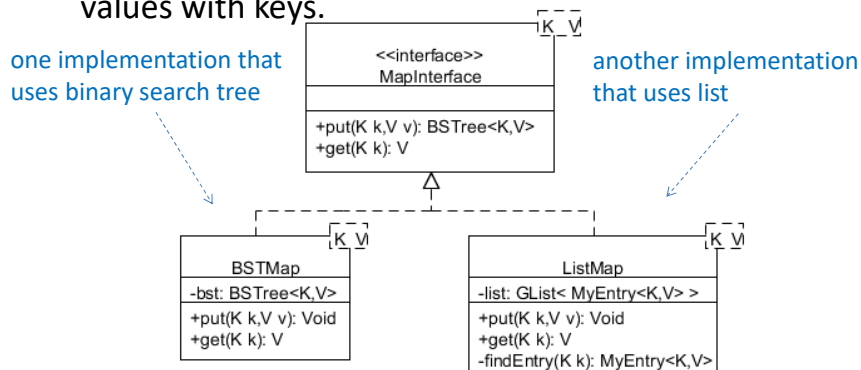 values with keys.
K V
<<interface>>
MapInterface
+put(K k,V v): BSTree<K,V>
+get(K k): V
one implementation that
uses binary search tree
another implementation
that uses list
K V
BSTMap
-bst: BSTree<K,V>
+put(K k,V v): Void
+get(K k): V
K V
ListMap
-list: GList< MyEntry<K,V> >
+put(K k,V v): Void
+get(K k): V
-findEntry(K k): MyEntry<K,V>